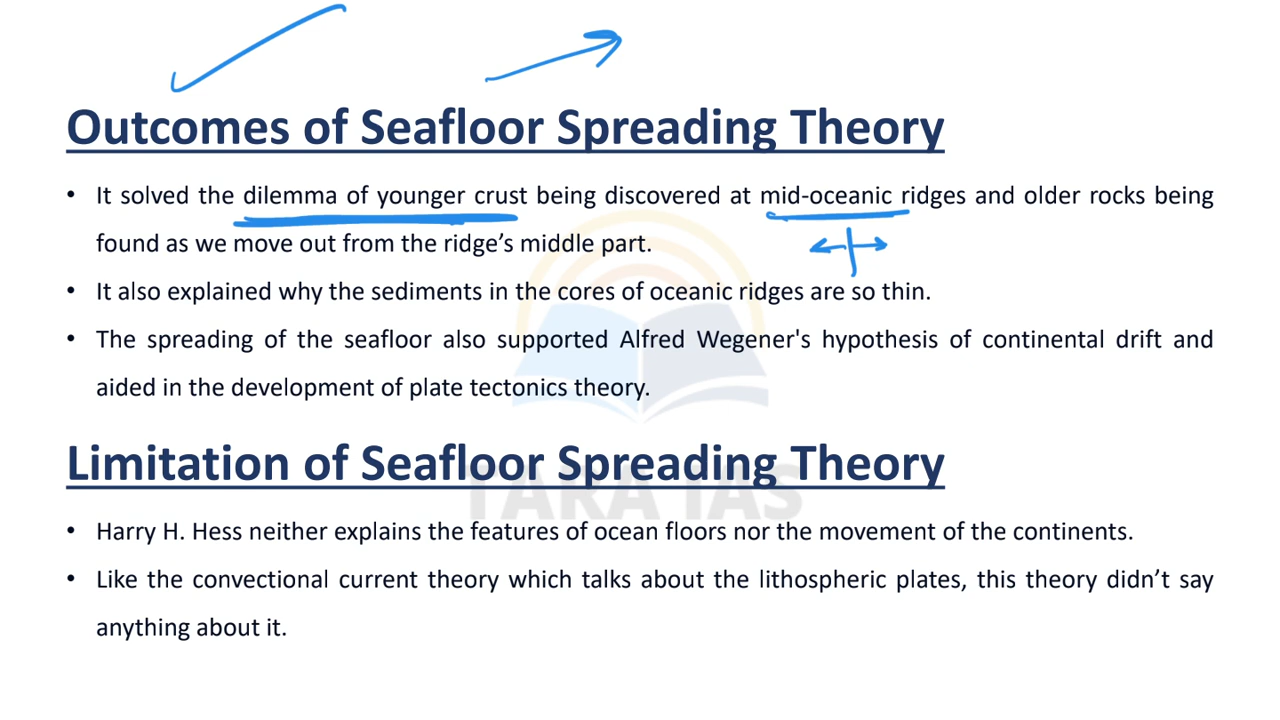 Outcomes of Seafloor Spreading Theory
• It solved the dilemma of younger crust being discovered at mid-oceanic ridges and older rocks being
found as we move out from the ridge's middle part.
• It also explained why the sediments in the cores of oceanic ridges are so thin.
• The spreading of the seafloor also supported Alfred Wegener's hypothesis of continental drift and
aided in the development of plate tectonics theory.
Limitation of Seafloor Spreading Theory
TARA IAS
• Harry H. Hess neither explains the features of ocean floors nor the movement of the continents.
• Like the convectional current theory which talks about the lithospheric plates, this theory didn't say
anything about it.